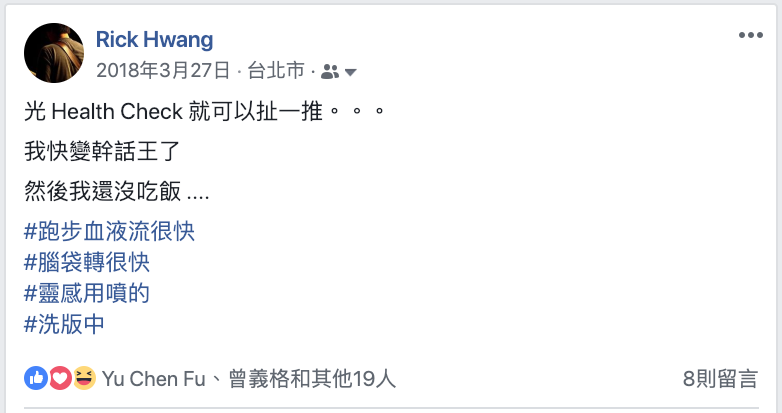 Rick Hwang
2018年3月27日 · 台北市 ·
光 Health Check 就可以扯一推。。。
我快變幹話王了
然後我還沒吃飯 ....
#跑步血液流很快
#腦袋轉很快
#靈感用噴的
#洗版中
Yu Chen Fu、曾義格和其他19人 8則留言